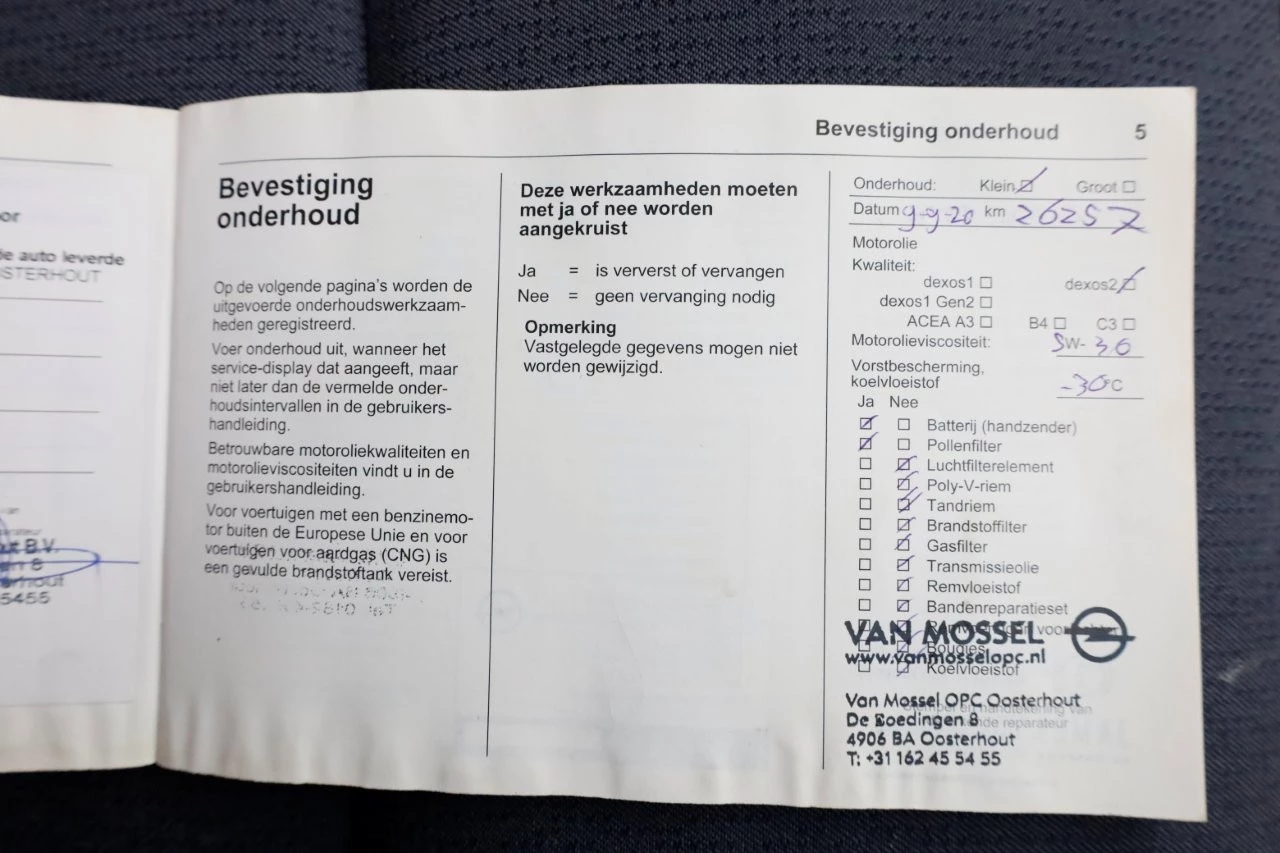 de auto leverde
OSTERHOUT
B.V.
5455
Bevestiging onderhoud 5
Bevestiging
onderhoud
Op de volgende pagina's worden de
uitgevoerde onderhoudswerkzaam-
heden geregistreerd.
Voer onderhoud uit, wanneer het
service-display dat aangeeft, maar
niet later dan de vermelde onder-
houdsintervallen in de gebruikers-
handleiding.
Betrouwbare motoroliekwaliteiten en
motorolieviscositeiten vindt u in de
gebruikershandleiding.
Voor voertuigen met een benzinemo-
tor buiten de Europese Unie en voor
voertuigen voor aardgas (CNG) is
een gevulde brandstoftank vereist.
Deze werkzaamheden moeten
met ja of nee worden
aangekruist
Ja = is ververst of vervangen
Nee = geen vervanging nodig
Opmerking
Vastgelegde gegevens mogen niet
worden gewijzigd.
Onderhoud: Klein ☑ Groot ☐
Datum 9-9-20 km 26257
Motorolie
Kwaliteit:
dexos1 ☐ dexos2 ☑
dexos1 Gen2 ☐
ACEA A3 ☐ B4 ☐ C3 ☐
Motorolieviscositeit: 5W-30
Vorstbescherming,
koelvloeistof -30°C
Ja Nee
☑ ☐ Batterij (handzender)
☑ ☐ Pollenfilter
☐ ☑ Luchtfilterelement
☐ ☑ Poly-V-riem
☐ ☑ Tandriem
☐ ☑ Brandstoffilter
☐ ☑ Gasfilter
☐ ☑ Transmissieolie
☐ ☑ Remvloeistof
☐ ☑ Bandenreparatieset
VAN MOSSEL
☐ ☑ Bougies
www.vanmosselopc.nl
☐ ☑ Koelvloeistof
Van Mossel OPC Oosterhout
De Boedingen 8
reparateur
4906 BA Oosterhout
T: +31 162 45 54 55